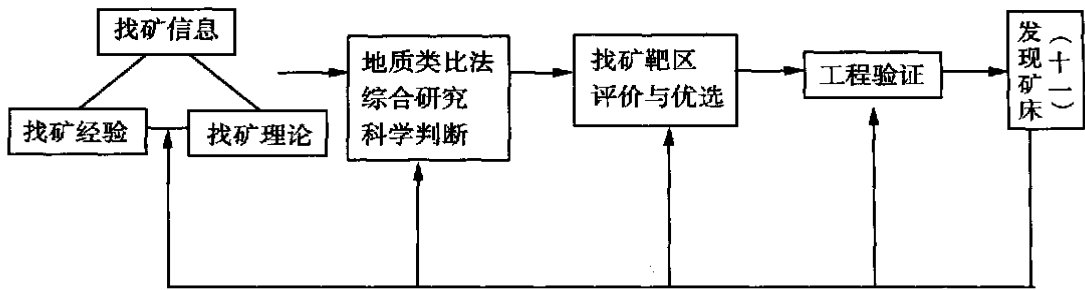 找矿信息
找矿经验
找矿理论
地质类比法
综合研究
科学判断
找矿靶区
评价与优选
工程验证
发现矿床
（十一）